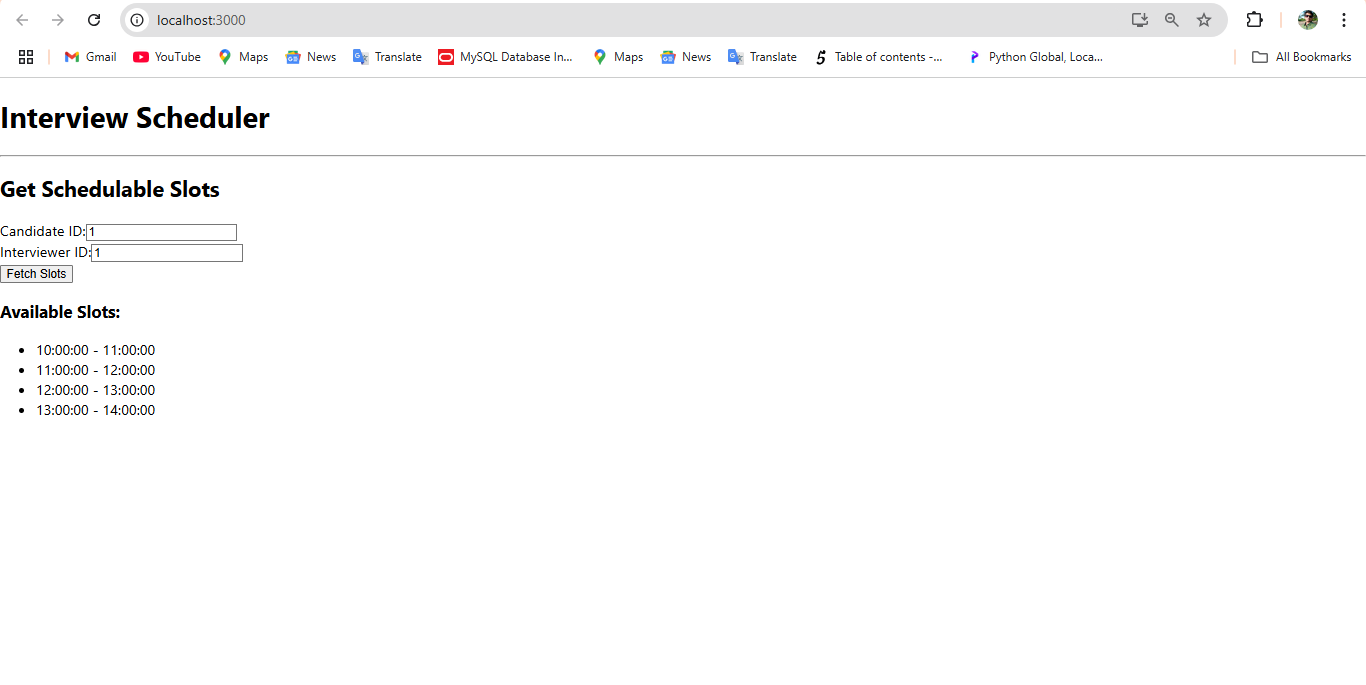 localhost:3000
Gmail YouTube Maps News Translate MySQL Database In... Maps News Translate Table of contents -... Python Global, Loca... All Bookmarks
Interview Scheduler
Get Schedulable Slots
Candidate ID: 1
Interviewer ID: 1
Fetch Slots
Available Slots:
• 10:00:00 - 11:00:00
• 11:00:00 - 12:00:00
• 12:00:00 - 13:00:00
• 13:00:00 - 14:00:00